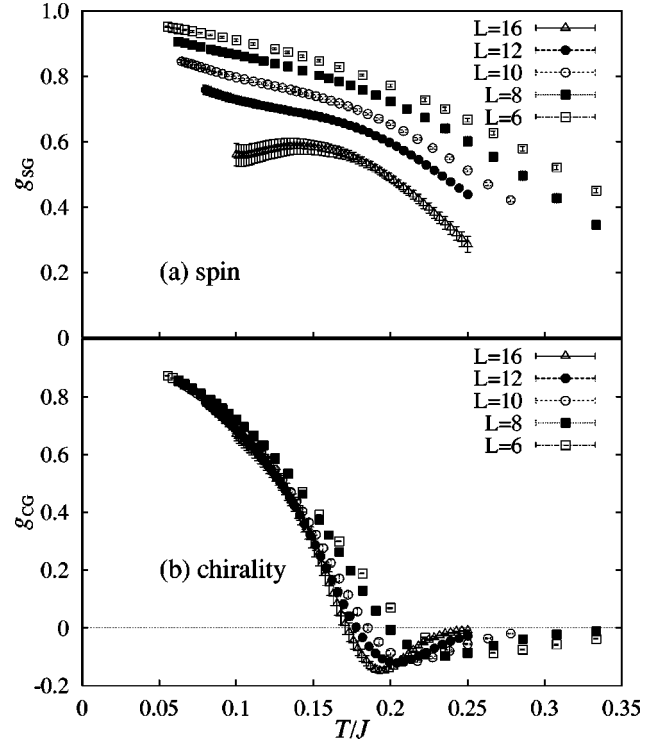 1
0.8
0.6
0.4
0.2
0
g_SG
L=16
L=12
L=10
L=8
L=6
(a) spin
0.8
0.6
0.4
0.2
0
-0.2
g_CG
L=16
L=12
L=10
L=8
L=6
(b) chirality
0 0.05 0.1 0.15 0.2 0.25 0.3 0.35
T/J